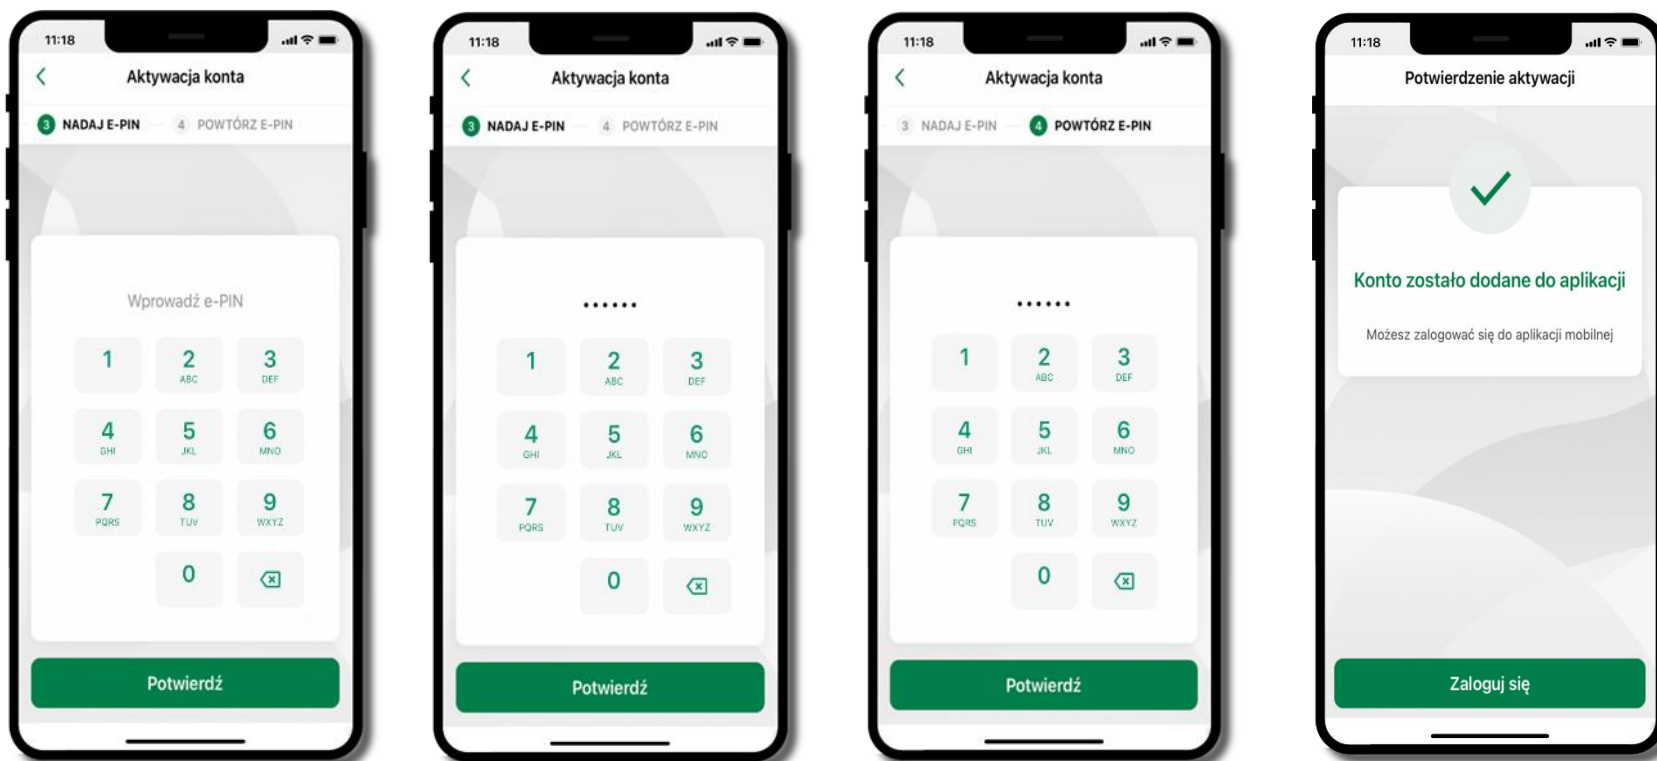 11:18
Aktywacja konta
3 NADAJ E-PIN 4 POWTÓRZ E-PIN
Wprowadź e-PIN
1 2 3
ABC DEF
4 5 6
GHI JKL MNO
7 8 9
PQRS TUV WXYZ
0
Potwierdź
11:18
Aktywacja konta
3 NADAJ E-PIN 4 POWTÓRZ E-PIN
••••••
1 2 3
ABC DEF
4 5 6
GHI JKL MNO
7 8 9
PQRS TUV WXYZ
0
Potwierdź
11:18
Aktywacja konta
3 NADAJ E-PIN 4 POWTÓRZ E-PIN
••••••
1 2 3
ABC DEF
4 5 6
GHI JKL MNO
7 8 9
PQRS TUV WXYZ
0
Potwierdź
11:18
Potwierdzenie aktywacji
Konto zostało dodane do aplikacji
Możesz zalogować się do aplikacji mobilnej
Zaloguj się